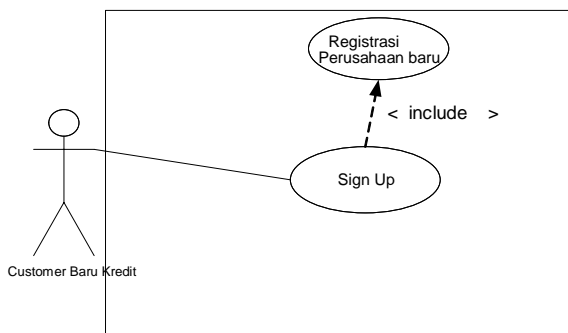 Registrasi
Perusahaan baru
< include >
Sign Up
Customer Baru Kredit